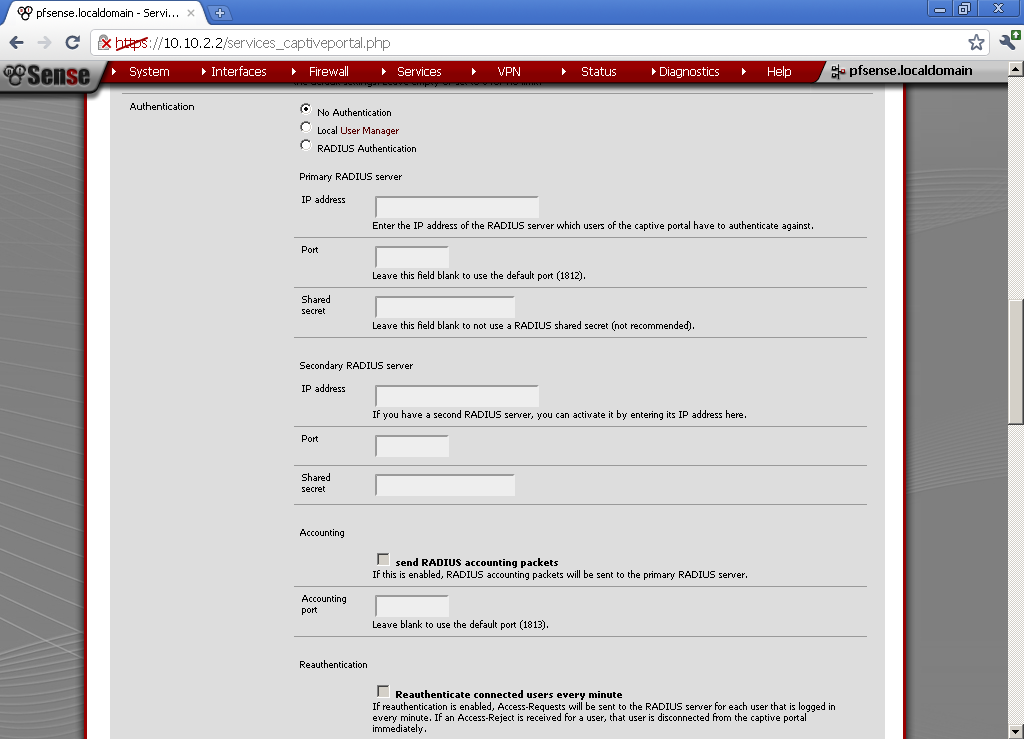 pfsense.localdomain - Servi...
https://10.10.2.2/services_captiveportal.php
Sense
System Interfaces Firewall Services VPN Status Diagnostics Help pfsense.localdomain
Authentication
No Authentication
Local User Manager
RADIUS Authentication
Primary RADIUS server
IP address
Enter the IP address of the RADIUS server which users of the captive portal have to authenticate against.
Port
Leave this field blank to use the default port (1812).
Shared
secret
Leave this field blank to not use a RADIUS shared secret (not recommended).
Secondary RADIUS server
IP address
If you have a second RADIUS server, you can activate it by entering its IP address here.
Port
Shared
secret
Accounting
send RADIUS accounting packets
If this is enabled, RADIUS accounting packets will be sent to the primary RADIUS server.
Accounting
port
Leave blank to use the default port (1813).
Reauthentication
Reauthenticate connected users every minute
If reauthentication is enabled, Access-Requests will be sent to the RADIUS server for each user that is logged in
every minute. If an Access-Reject is received for a user, that user is disconnected from the captive portal
immediately.